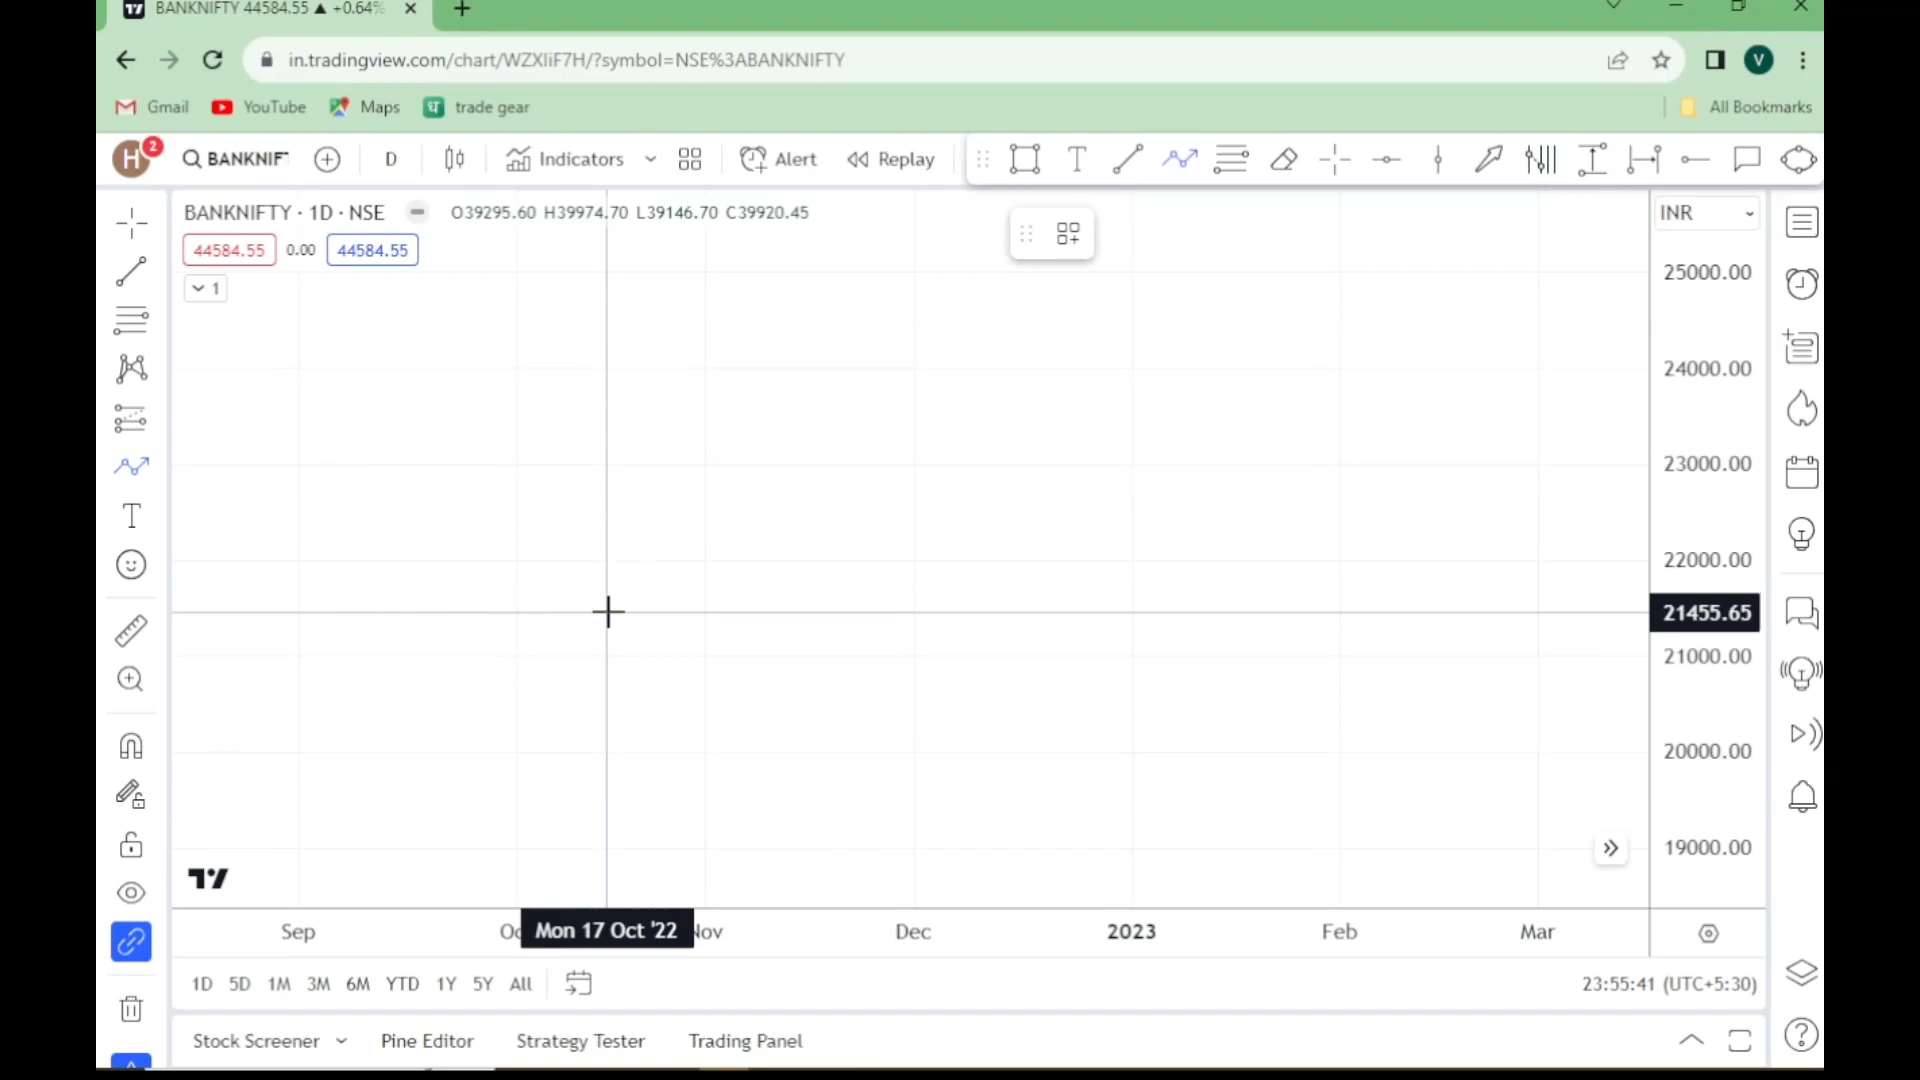 BANKNIFTY 44584.55 ▲ +0.64%
in.tradingview.com/chart/WZXIiF7H/?symbol=NSE%3ABANKNIFTY
V
Gmail YouTube Maps trade gear All Bookmarks
H 2 BANKNIF D Indicators Alert Replay
BANKNIFTY · 1D · NSE O39295.60 H39974.70 L39146.70 C39920.45
INR
44584.55 0.00 44584.55
1
25000.00
24000.00
23000.00
22000.00
21455.65
21000.00
20000.00
19000.00
Sep Oc Mon 17 Oct '22 Nov Dec 2023 Feb Mar
1D 5D 1M 3M 6M YTD 1Y 5Y All 23:55:41 (UTC+5:30)
Stock Screener Pine Editor Strategy Tester Trading Panel